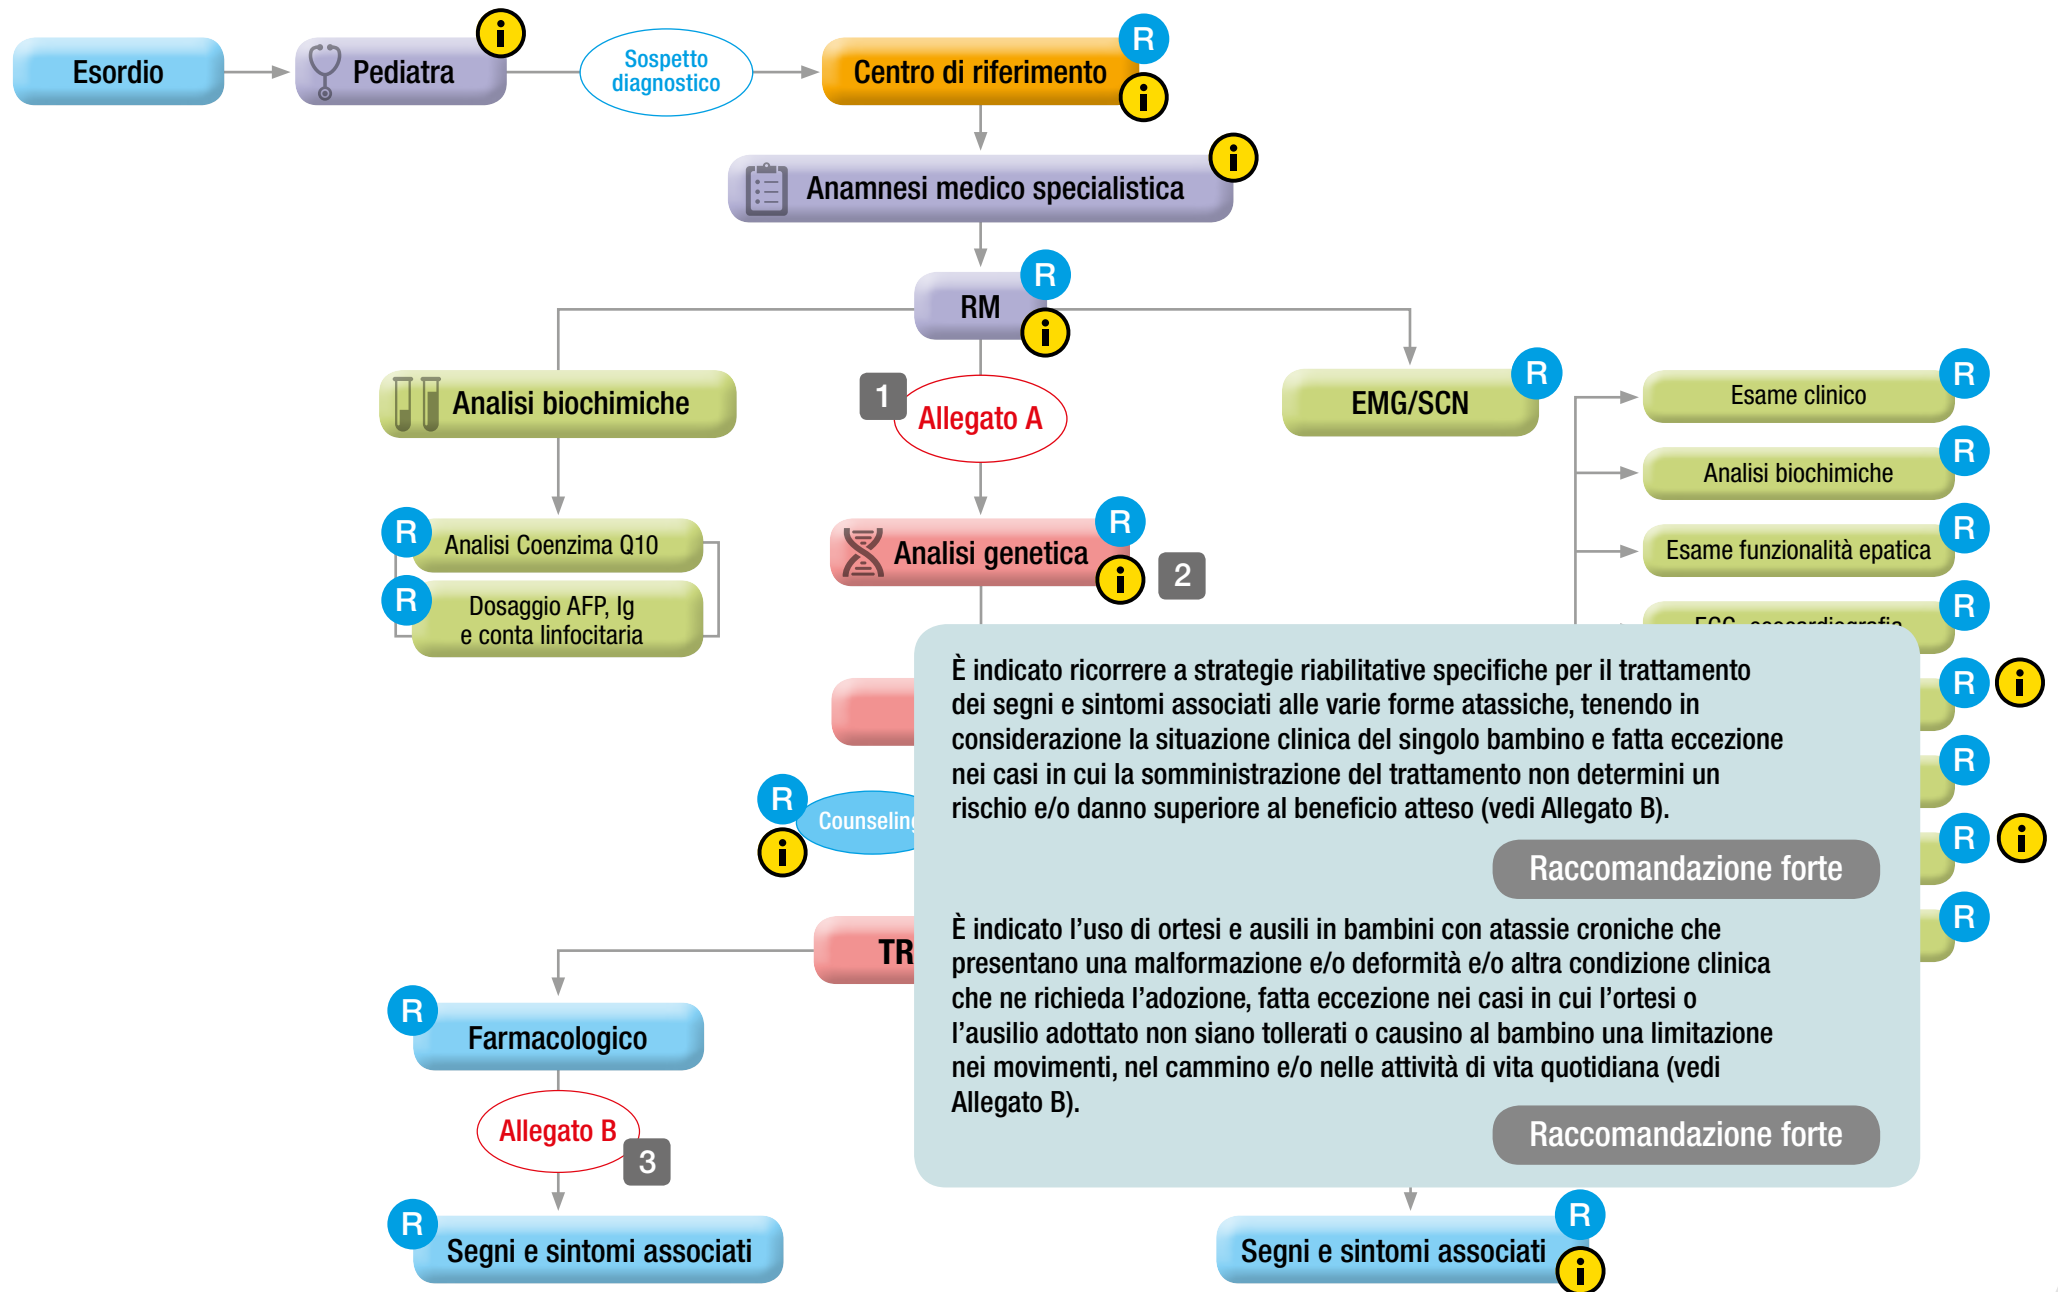 Esordio
Pediatra
i
Sospetto
diagnostico
Centro di riferimento
R
i
Anamnesi medico specialistica
i
RM
R
i
Analisi biochimiche
1
Allegato A
EMG/SCN
R
Esame clinico
R
Analisi biochimiche
R
Esame funzionalità epatica
R
R
Analisi Coenzima Q10
R
Dosaggio AFP, Ig
e conta linfocitaria
Analisi genetica
R
i
2
R
R
i
R
R
i
R
R
i
Counseling
È indicato ricorrere a strategie riabilitative specifiche per il trattamento
dei segni e sintomi associati alle varie forme atassiche, tenendo in
considerazione la situazione clinica del singolo bambino e fatta eccezione
nei casi in cui la somministrazione del trattamento non determini un
rischio e/o danno superiore al beneficio atteso (vedi Allegato B).
Raccomandazione forte
È indicato l’uso di ortesi e ausili in bambini con atassie croniche che
presentano una malformazione e/o deformità e/o altra condizione clinica
che ne richieda l’adozione, fatta eccezione nei casi in cui l’ortesi o
l’ausilio adottato non siano tollerati o causino al bambino una limitazione
nei movimenti, nel cammino e/o nelle attività di vita quotidiana (vedi
Allegato B).
Raccomandazione forte
TR
R
Farmacologico
Allegato B
3
R
Segni e sintomi associati
Segni e sintomi associati
R
i